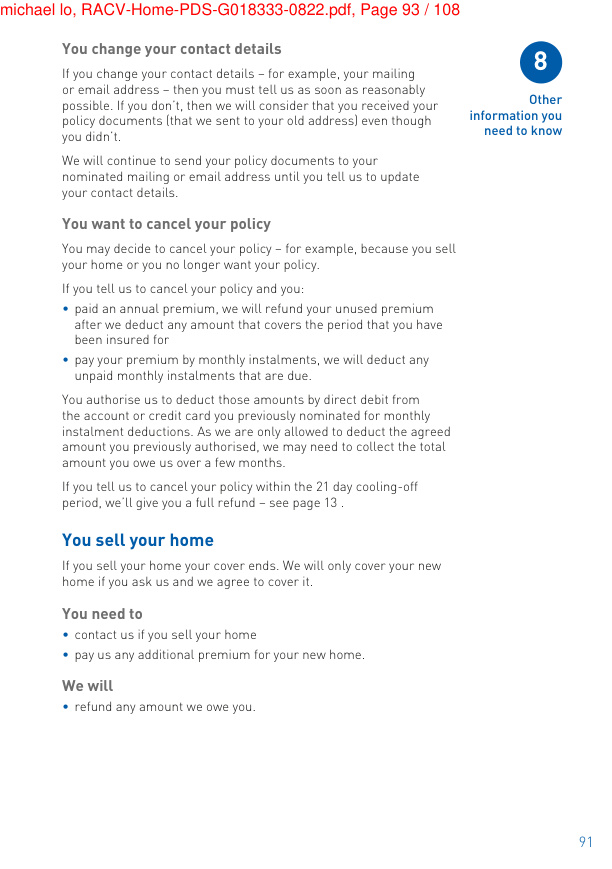 michael lo, RACV-Home-PDS-G018333-0822.pdf, Page 93 / 108
You change your contact details
If you change your contact details – for example, your mailing
or email address – then you must tell us as soon as reasonably
possible. If you don't, then we will consider that you received your
policy documents (that we sent to your old address) even though
you didn't.
We will continue to send your policy documents to your
nominated mailing or email address until you tell us to update
your contact details.
You want to cancel your policy
You may decide to cancel your policy – for example, because you sell
your home or you no longer want your policy.
If you tell us to cancel your policy and you:
• paid an annual premium, we will refund your unused premium
after we deduct any amount that covers the period that you have
been insured for
• pay your premium by monthly instalments, we will deduct any
unpaid monthly instalments that are due.
You authorise us to deduct those amounts by direct debit from
the account or credit card you previously nominated for monthly
instalment deductions. As we are only allowed to deduct the agreed
amount you previously authorised, we may need to collect the total
amount you owe us over a few months.
If you tell us to cancel your policy within the 21 day cooling-off
period, we'll give you a full refund – see page 13 .
You sell your home
If you sell your home your cover ends. We will only cover your new
home if you ask us and we agree to cover it.
You need to
• contact us if you sell your home
• pay us any additional premium for your new home.
We will
• refund any amount we owe you.
8
Other
information you
need to know
91